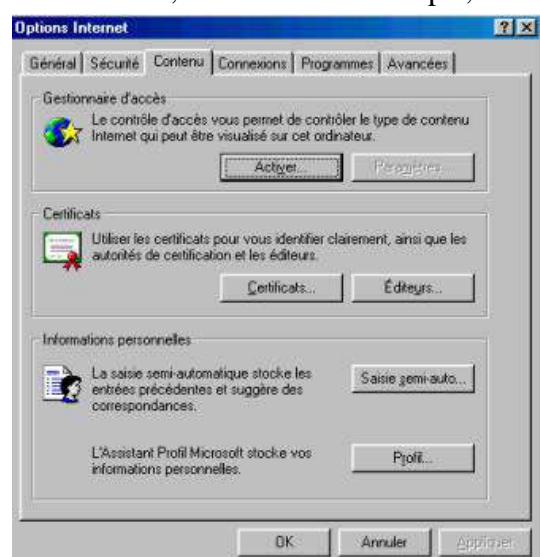 Options Internet
Général Sécurité Contenu Connexions Programmes Avancées
Gestionnaire d'accès
Le contrôle d'accès vous permet de contrôler le type de contenu
Internet qui peut être visualisé sur cet ordinateur.
Activer... Paramètres...
Certificats
Utiliser les certificats pour vous identifier clairement, ainsi que les
autorités de certification et les éditeurs.
Certificats... Éditeurs...
Informations personnelles
La saisie semi-automatique stocke les
entrées précédentes et suggère des
correspondances.
Saisie semi-auto...
L'Assistant Profil Microsoft stocke vos
informations personnelles.
Profil...
OK Annuler Appliquer